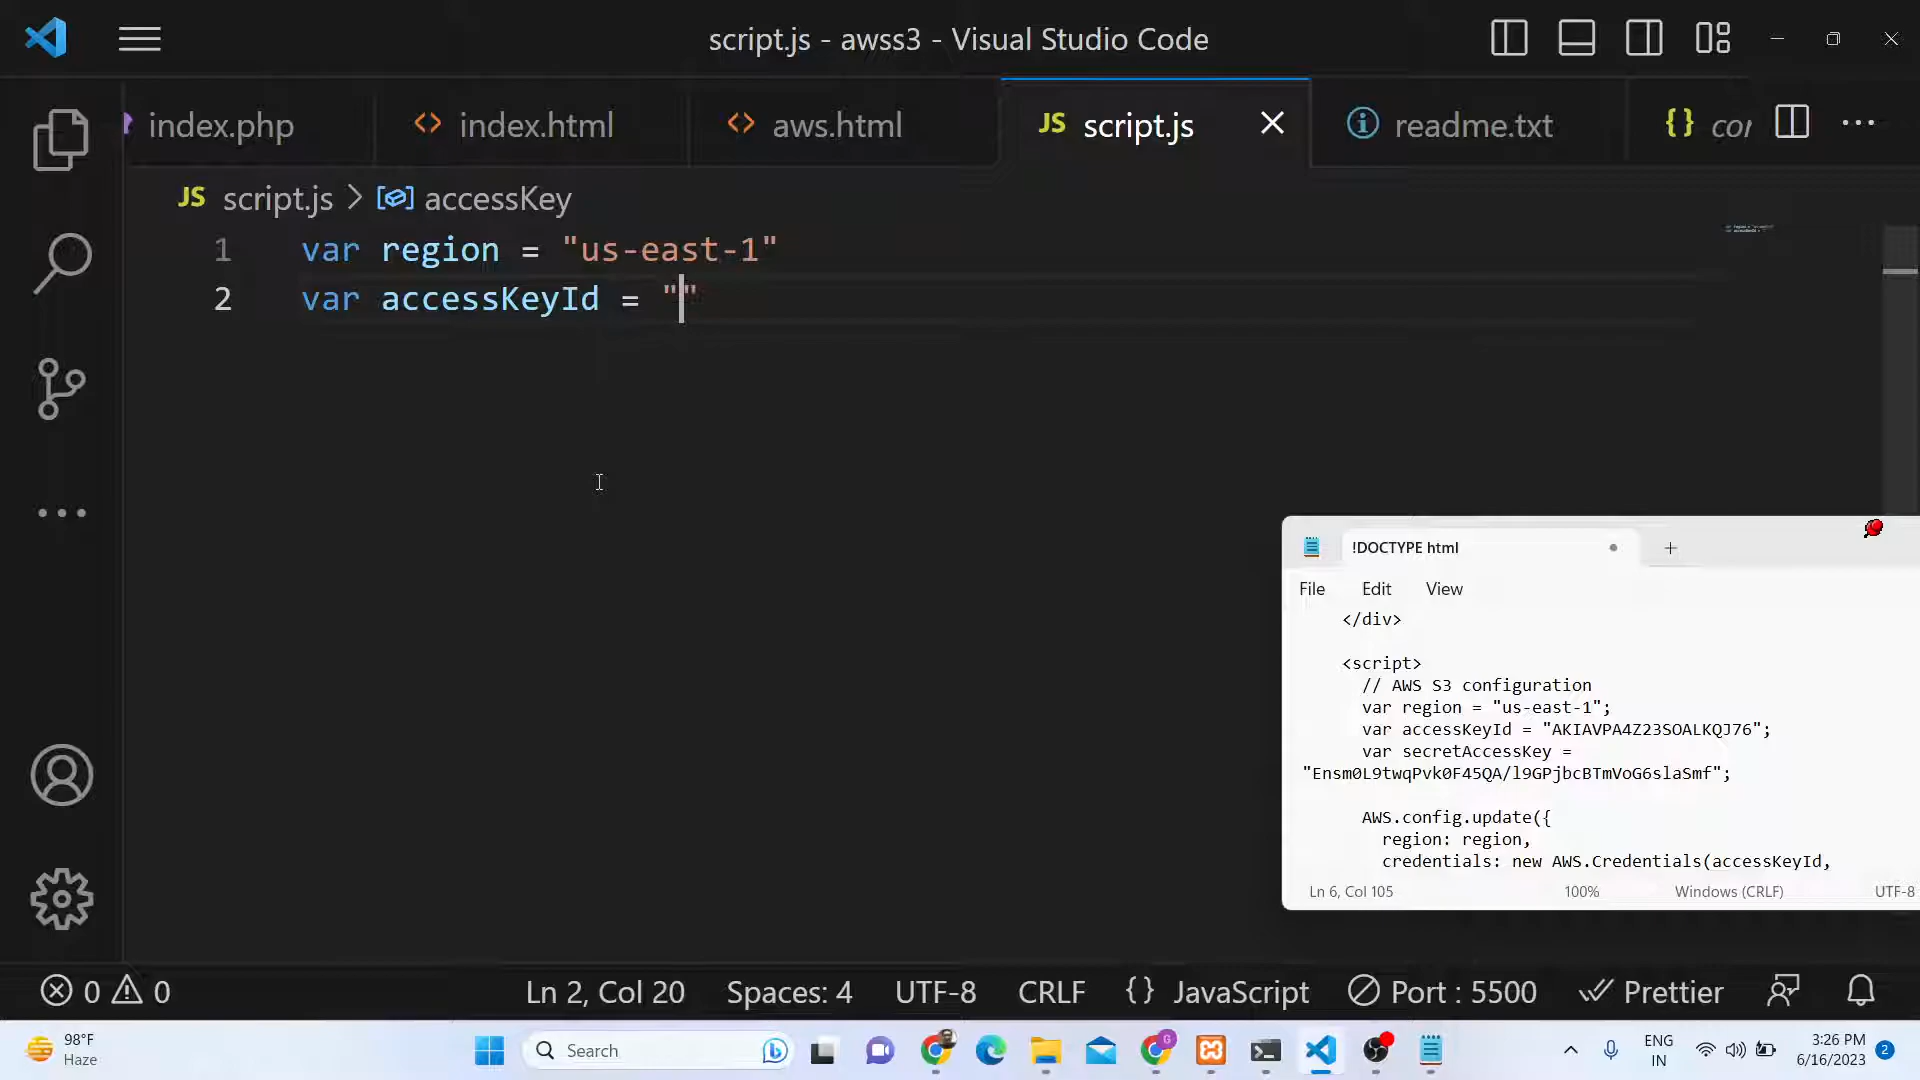 script.js - awss3 - Visual Studio Code
index.php
index.html
aws.html
JS script.js
readme.txt
JS script.js > accessKey
1 var region = "us-east-1"
2 var accessKeyId = ""
!DOCTYPE html
File Edit View
</div>
<script>
// AWS S3 configuration
var region = "us-east-1";
var accessKeyId = "AKIAVPA4Z23SOALKQJ76";
var secretAccessKey =
"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";
AWS.config.update({
region: region,
credentials: new AWS.Credentials(accessKeyId,
Ln 6, Col 105 100% Windows (CRLF) UTF-8
0 0 Ln 2, Col 20 Spaces: 4 UTF-8 CRLF {} JavaScript Port : 5500 Prettier
98°F
Haze
Search
ENG
IN
3:26 PM
6/16/2023
2